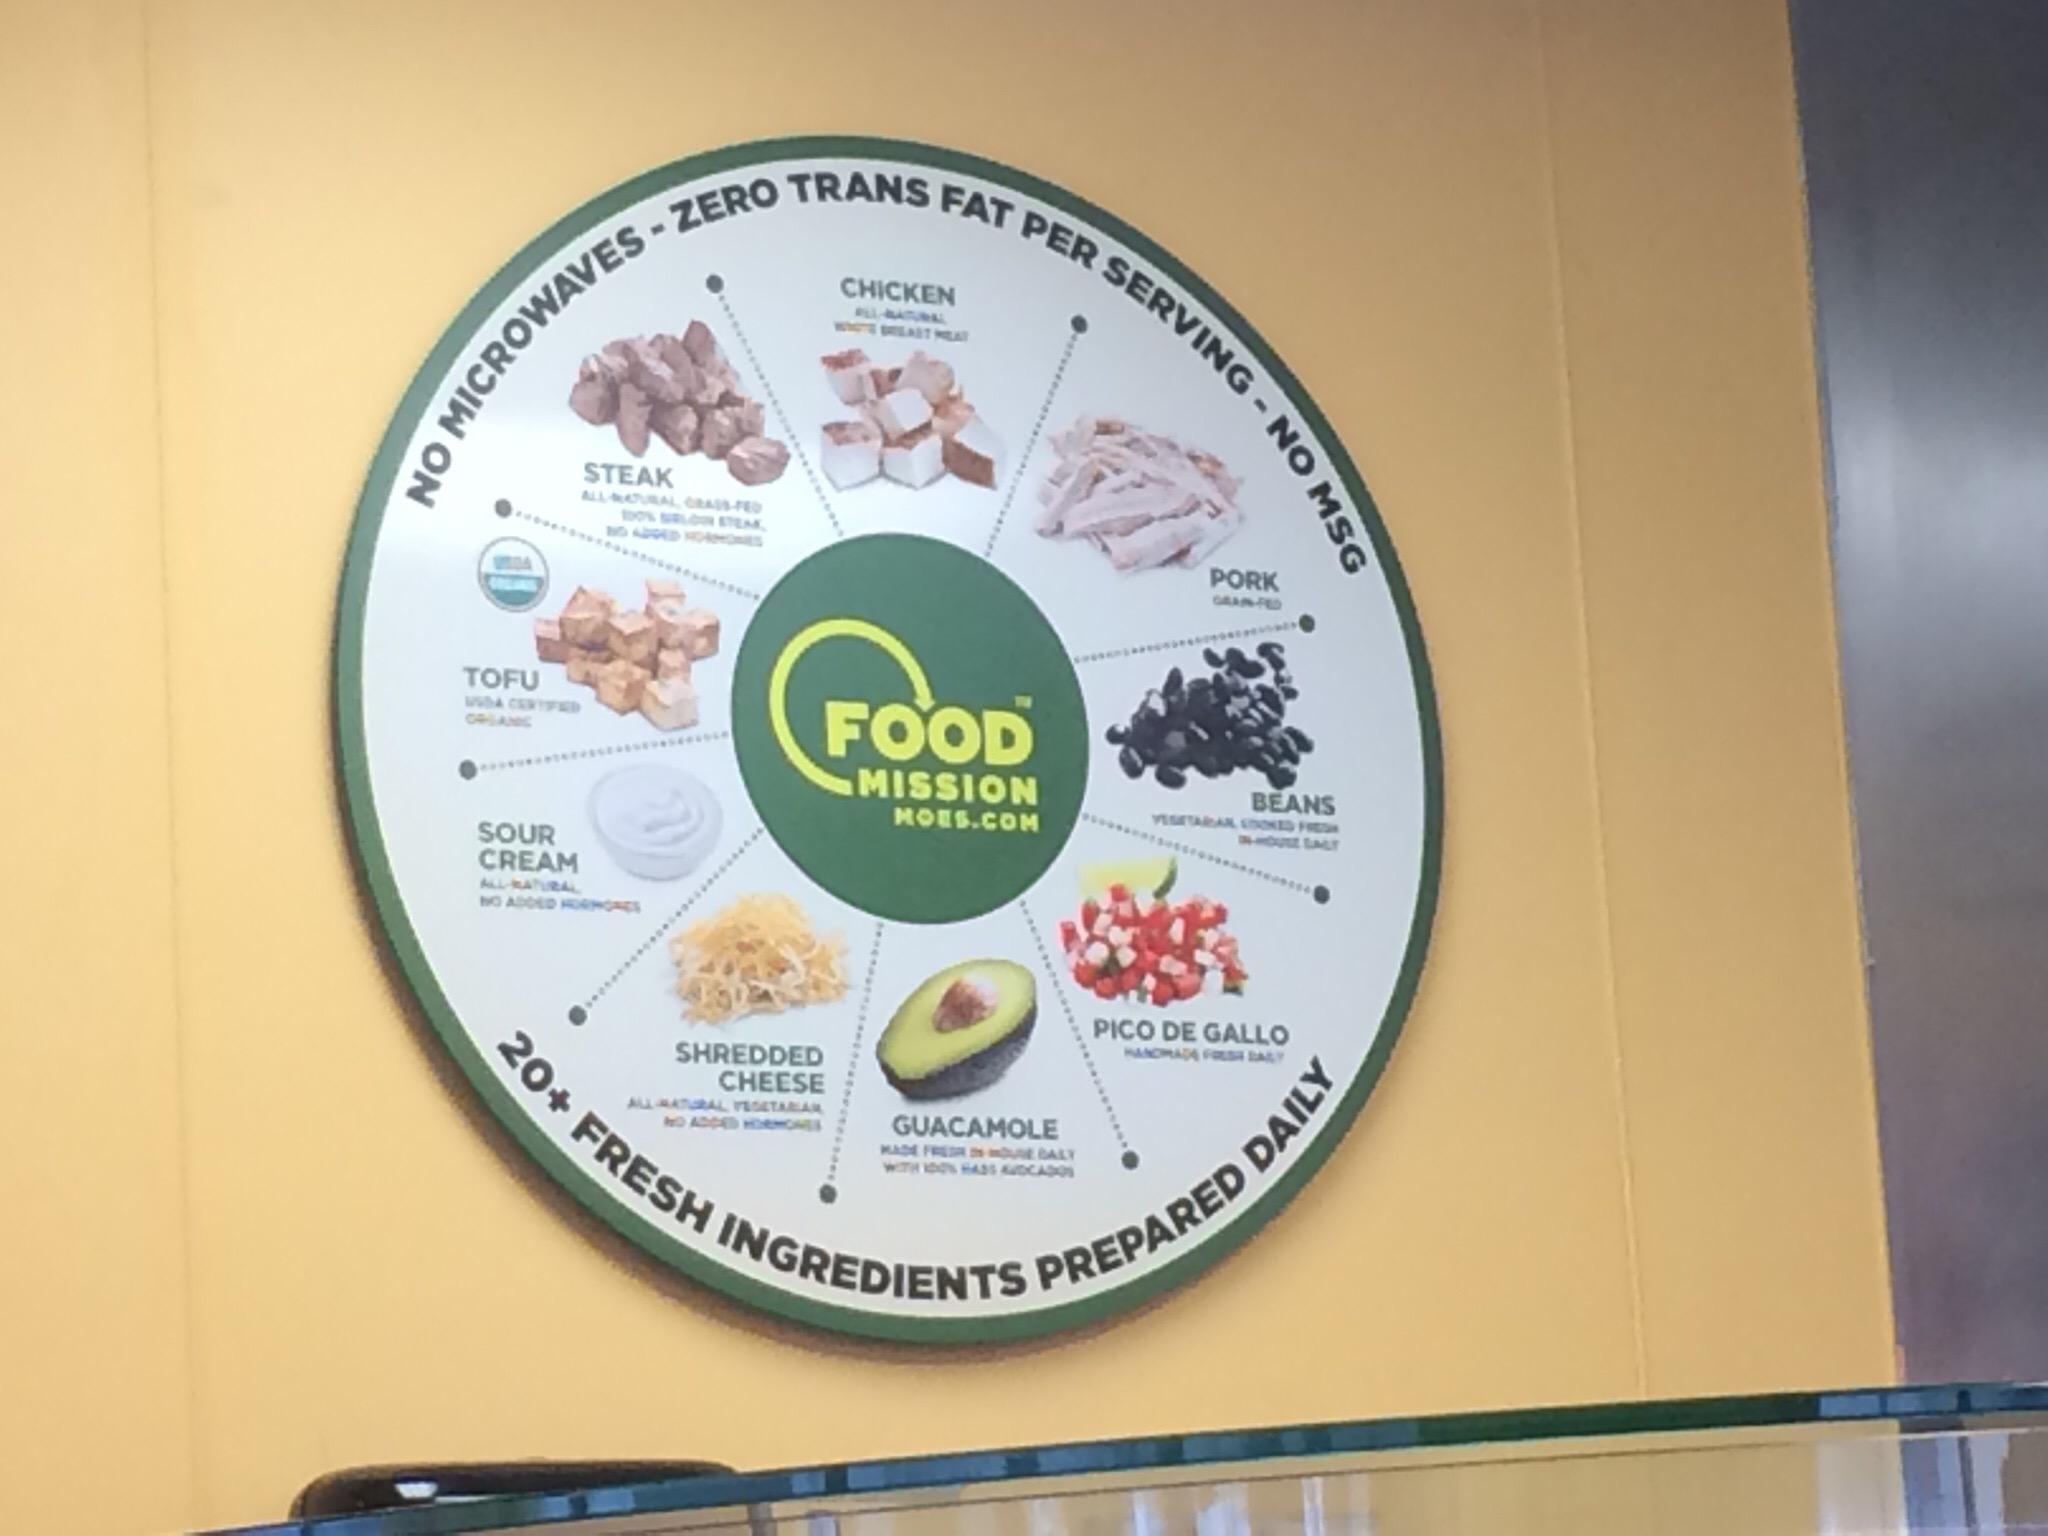 NO MICROWAVES - ZERO TRANS FAT PER SERVING - NO MSG
CHICKEN
ALL-NATURAL
WHITE BREAST MEAT
STEAK
ALL-NATURAL, GRASS-FED
100% SIRLOIN STEAK,
NO ADDED HORMONES
PORK
GRAIN-FED
USDA
ORGANIC
TOFU
USDA CERTIFIED
ORGANIC
BEANS
VEGETARIAN, COOKED FRESH
IN-HOUSE DAILY
FOOD™
MISSION
MOES.COM
SOUR
CREAM
ALL-NATURAL,
NO ADDED HORMONES
PICO DE GALLO
HANDMADE FRESH DAILY
SHREDDED
CHEESE
ALL-NATURAL, VEGETARIAN,
NO ADDED HORMONES
GUACAMOLE
MADE FRESH IN-HOUSE DAILY
WITH 100% HASS AVOCADOS
20+ FRESH INGREDIENTS PREPARED DAILY